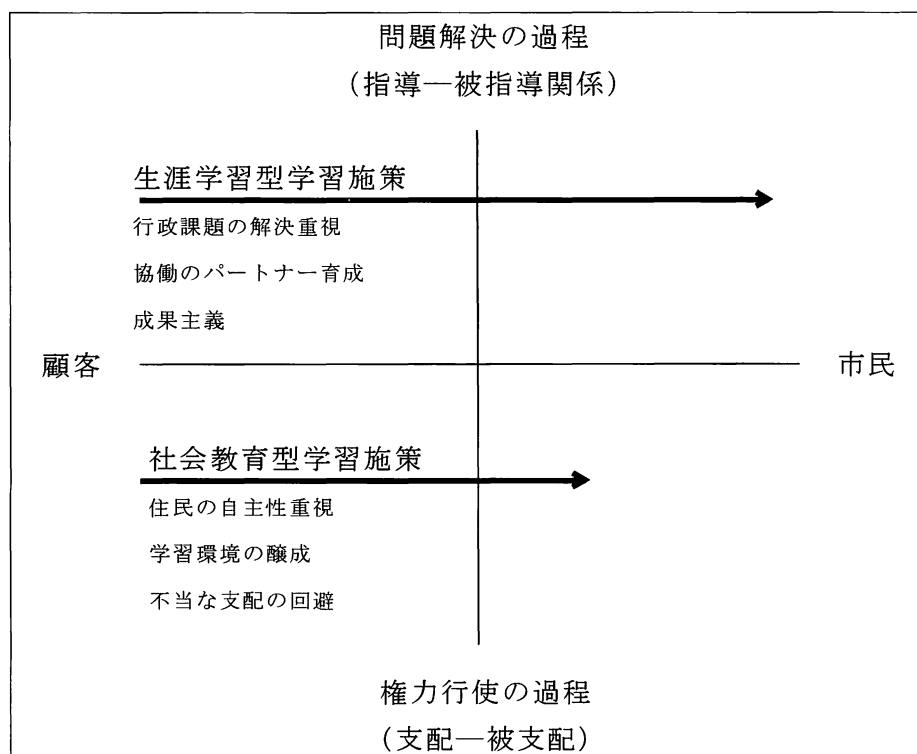 問題解決の過程
(指導―被指導関係)
生涯学習型学習施策
行政課題の解決重視
協働のパートナー育成
成果主義
顧客
市民
社会教育型学習施策
住民の自主性重視
学習環境の醸成
不当な支配の回避
権力行使の過程
(支配―被支配)